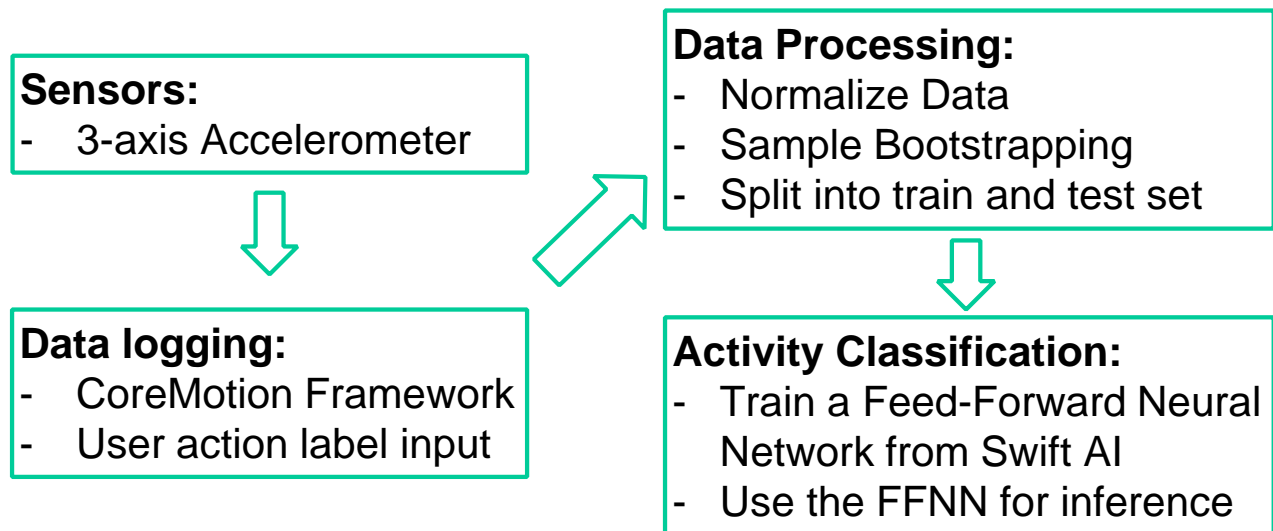 Sensors:
- 3-axis Accelerometer
Data logging:
- CoreMotion Framework
- User action label input
Data Processing:
- Normalize Data
- Sample Bootstrapping
- Split into train and test set
Activity Classification:
- Train a Feed-Forward Neural
Network from Swift AI
- Use the FFNN for inference